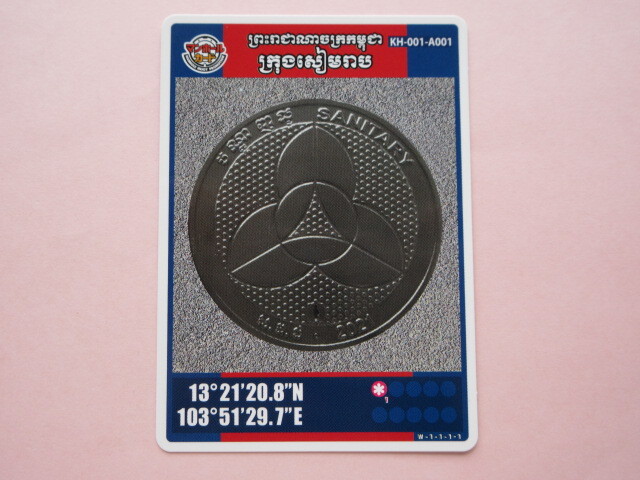 ព្រះរាជាណាចក្រកម្ពុជា
KH-001-A001
ក្រុងសៀមរាប
SANITARY
2021
13°21'20.8"N
103°51'29.7"E
W-1-1-1-1